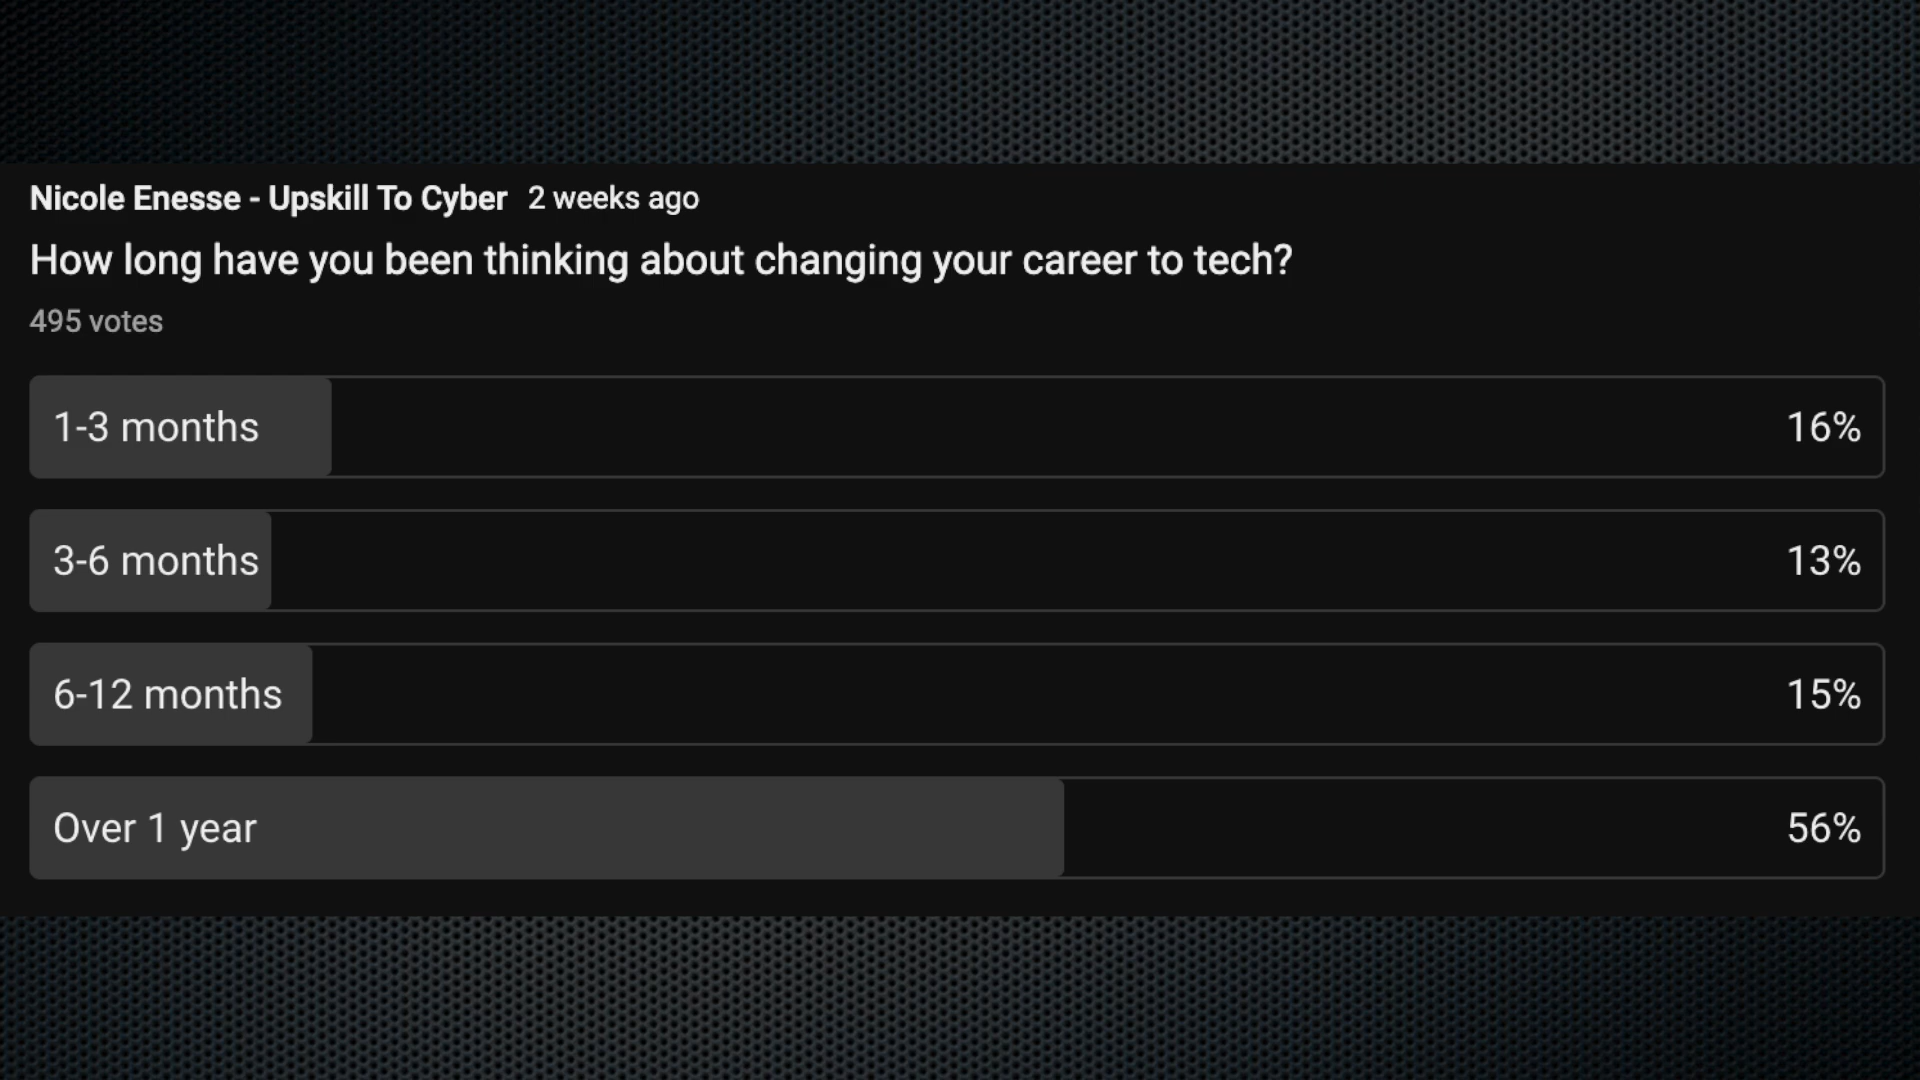 Nicole Enesse - Upskill To Cyber 2 weeks ago
How long have you been thinking about changing your career to tech?
495 votes
1-3 months 16%
3-6 months 13%
6-12 months 15%
Over 1 year 56%